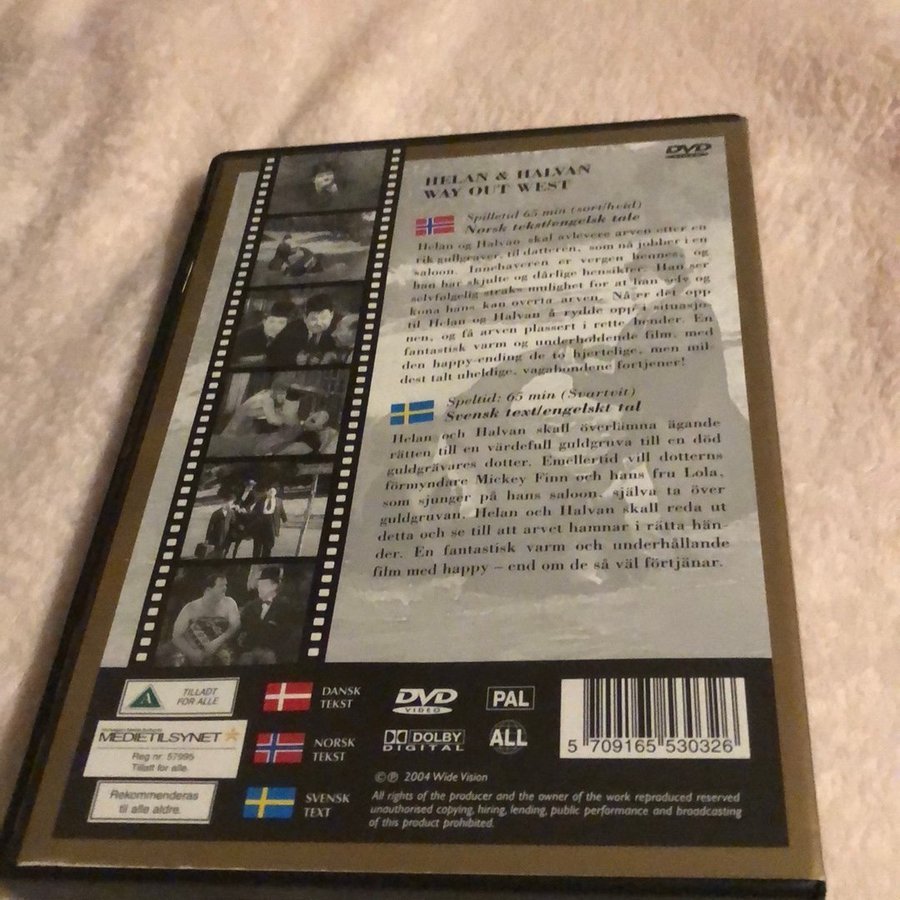 DVD
HELAN & HALVAN
WAY OUT WEST
Spilletid 65 min (sort/hvid)
Norsk tekst/engelsk tale
Helan og Halvan skal avlevere arven etter en
rik gullgraver, til datteren, som nå jobber i en
saloon. Innehaveren er vergen hennes, og
han har skjulte og dårlige hensikter. Han ser
selvfølgelig straks mulighet for at han selv og
kona hans kan overta arven. Nå er det opp
til Helan og Halvan å rydde opp i situasjo-
nen, og få arven plassert i rette hender. En
fantastisk varm og underholdende film, med
den happy-ending de to hjertelige, men mil-
dest talt uheldige, vagabondene fortjener!
Speltid: 65 min (Svartvit)
Svensk text/engelskt tal
Helan och Halvan skall överlämna ägande
rätten till en värdefull guldgruva till en död
guldgrävares dotter. Emellertid vill dotterns
förmyndare Mickey Finn och hans fru Lola,
som sjunger på hans saloon, själva ta över
guldgruvan. Helan och Halvan skall reda ut
detta och se till att arvet hamnar i rätta hän-
der. En fantastisk varm och underhållande
film med happy – end om de så väl förtjänar.
A TILLADT
FOR ALLE
MEDIETILSYNET
Reg nr. 57995
Tillatt for alle
Rekommenderas
til alle aldre.
DANSK
TEKST
NORSK
TEKST
SVENSK
TEXT
DVD
VIDEO
PAL
DOLBY
DIGITAL
ALL
5 709165 530326
©℗ 2004 Wide Vision
All rights of the producer and the owner of the work reproduced reserved
unauthorised copying, hiring, lending, public performance and broadcasting
of this product prohibited.